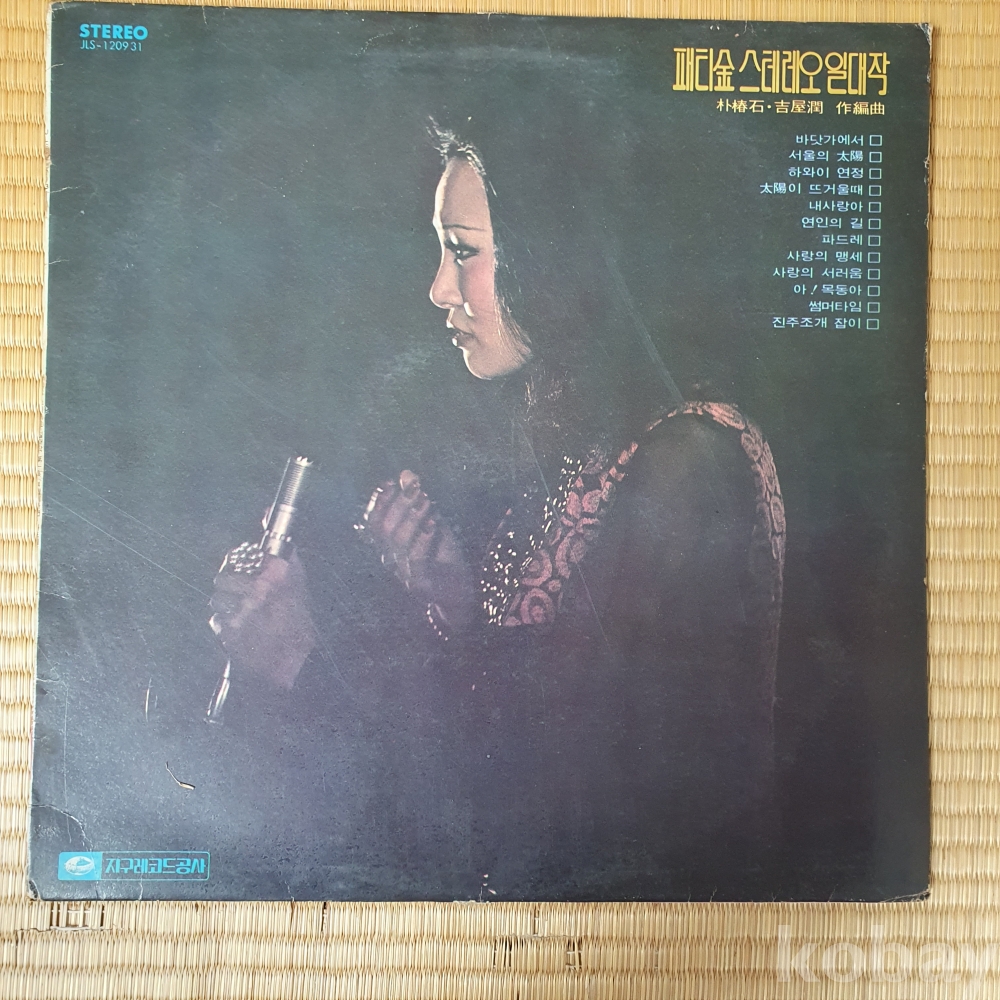 STEREO
JLS-120931
패티金 스테레오 일대작
朴椿石·吉屋潤 作編曲
바닷가에서 □
서울의 太陽 □
하와이 연정 □
太陽이 뜨거울때 □
내사랑아 □
연인의 길 □
파드레 □
사랑의 맹세 □
사랑의 서러움 □
아! 목동아 □
썸머타임 □
진주조개 잡이 □
지구레코드공사
kobay